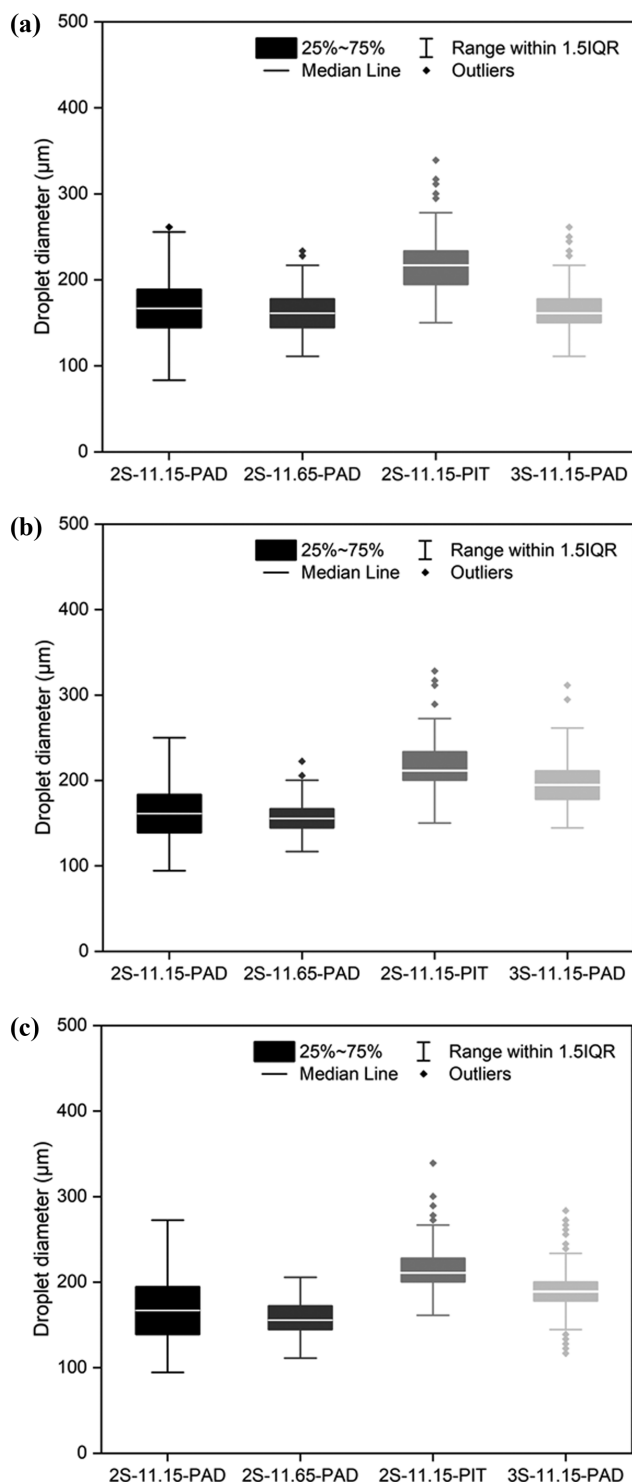 (a)
500
400
300
200
100
0
Droplet diameter (µm)
25%~75% Range within 1.5IQR
Median Line Outliers
2S-11.15-PAD 2S-11.65-PAD 2S-11.15-PIT 3S-11.15-PAD
(b)
500
400
300
200
100
0
Droplet diameter (µm)
25%~75% Range within 1.5IQR
Median Line Outliers
2S-11.15-PAD 2S-11.65-PAD 2S-11.15-PIT 3S-11.15-PAD
(c)
500
400
300
200
100
0
Droplet diameter (µm)
25%~75% Range within 1.5IQR
Median Line Outliers
2S-11.15-PAD 2S-11.65-PAD 2S-11.15-PIT 3S-11.15-PAD